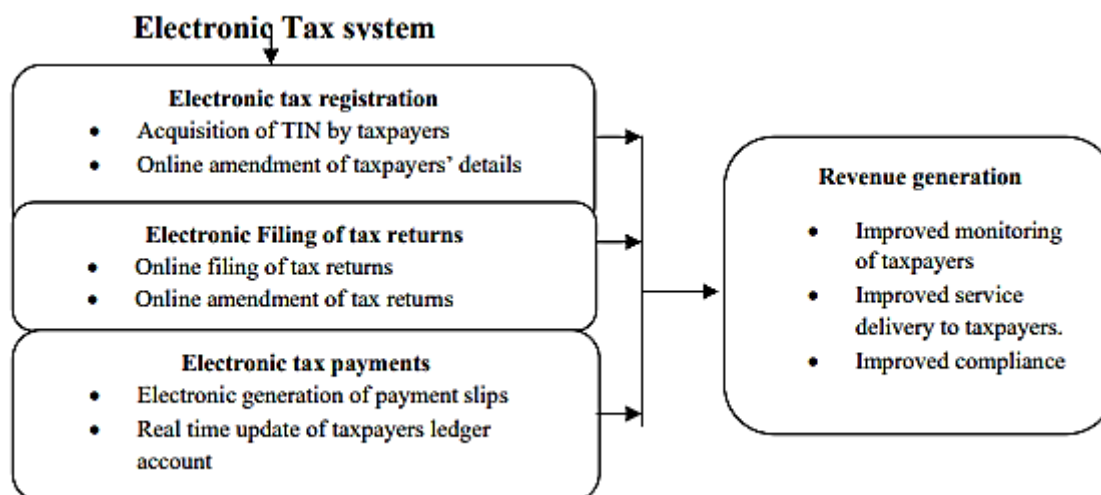 Electronic Tax system
Electronic tax registration
• Acquisition of TIN by taxpayers
• Online amendment of taxpayers' details
Electronic Filing of tax returns
• Online filing of tax returns
• Online amendment of tax returns
Electronic tax payments
• Electronic generation of payment slips
• Real time update of taxpayers ledger
account
Revenue generation
• Improved monitoring
of taxpayers
• Improved service
delivery to taxpayers.
• Improved compliance